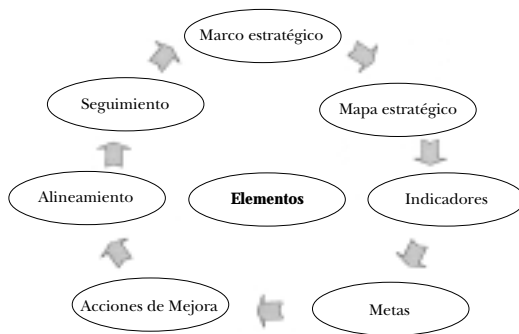 Marco estratégico
Seguimiento
Mapa estratégico
Alineamiento
Elementos
Indicadores
Acciones de Mejora
Metas